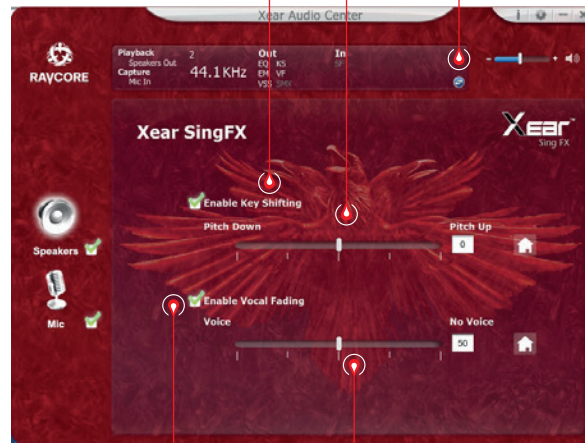 Xear Audio Center
i
RAVCORE
Playback 2 Out In
Speakers Out EQ KS
Capture 44.1KHz EM VF
Mic In VSS
- +
Xear SingFX
Xear
Sing FX
Enable Key Shifting
Pitch Down Pitch Up
0
Speakers
Enable Vocal Fading
Voice No Voice
50
Mic